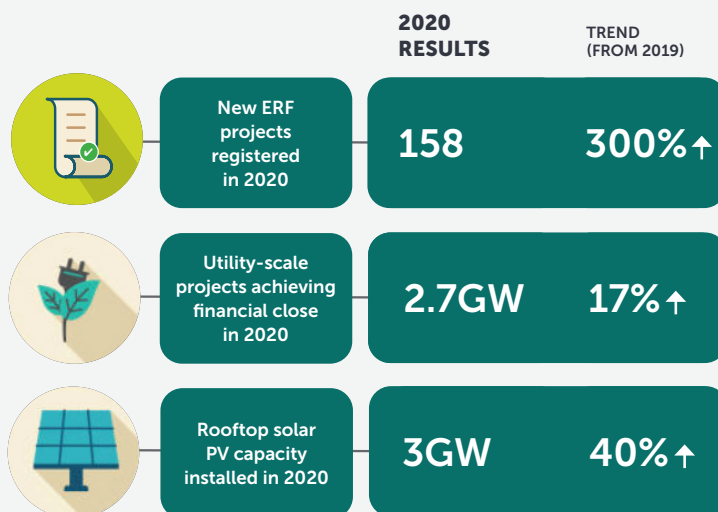 2020
RESULTS
TREND
(FROM 2019)
New ERF
projects
registered
in 2020
158
300%
Utility-scale
projects achieving
financial close
in 2020
2.7GW
17%
Rooftop solar
PV capacity
installed in 2020
3GW
40%